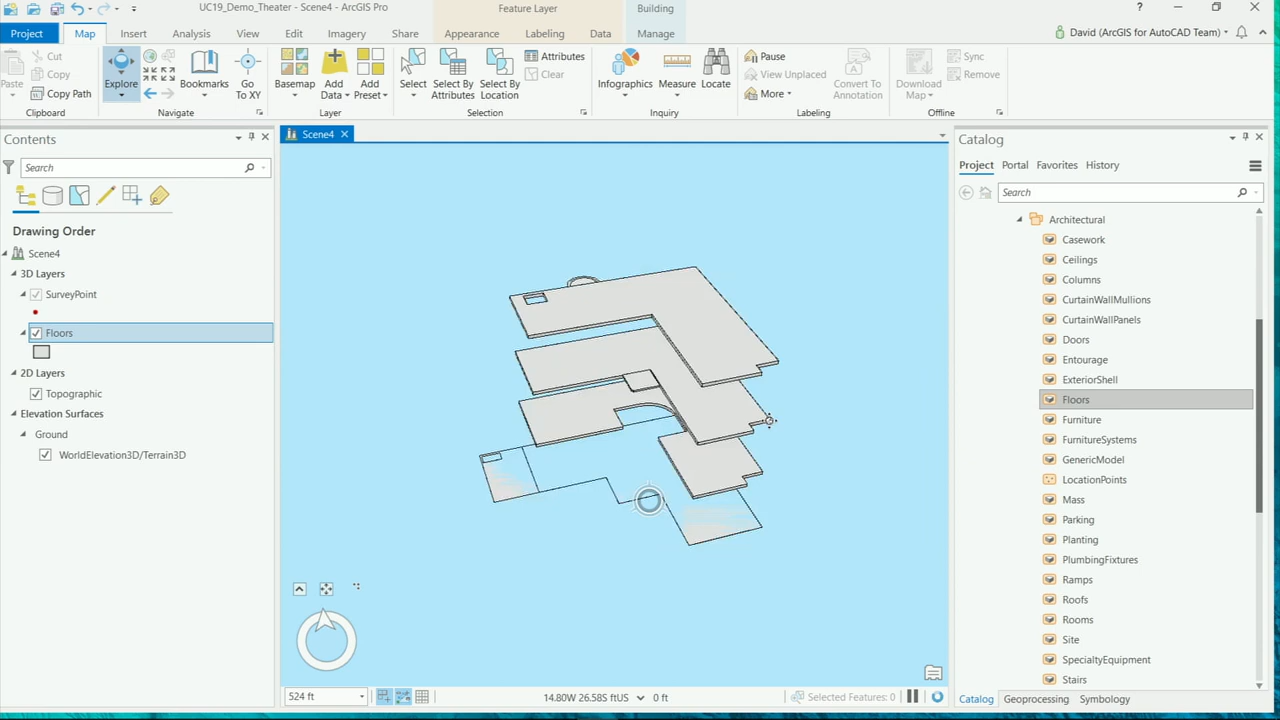 UC19_Demo_Theater - Scene4 - ArcGIS Pro
Feature Layer
Building
?
Project
Map
Insert
Analysis
View
Edit
Imagery
Share
Appearance
Labeling
Data
Manage
David (ArcGIS for AutoCAD Team)
Paste
Cut
Copy
Copy Path
Clipboard
Explore
Bookmarks
Go To XY
Navigate
Basemap
Add Data
Add Preset
Layer
Select
Select By Attributes
Select By Location
Attributes
Clear
Selection
Infographics
Measure
Locate
Inquiry
Pause
View Unplaced
More
Convert To Annotation
Labeling
Download Map
Sync
Remove
Offline
Contents
Search
Drawing Order
Scene4
3D Layers
SurveyPoint
Floors
2D Layers
Topographic
Elevation Surfaces
Ground
WorldElevation3D/Terrain3D
Scene4
524 ft
14.80W 26.58S ftUS
0 ft
Selected Features: 0
Catalog
Project
Portal
Favorites
History
Search
Architectural
Casework
Ceilings
Columns
CurtainWallMullions
CurtainWallPanels
Doors
Entourage
ExteriorShell
Floors
Furniture
FurnitureSystems
GenericModel
LocationPoints
Mass
Parking
Planting
PlumbingFixtures
Ramps
Roofs
Rooms
Site
SpecialtyEquipment
Stairs
Catalog
Geoprocessing
Symbology